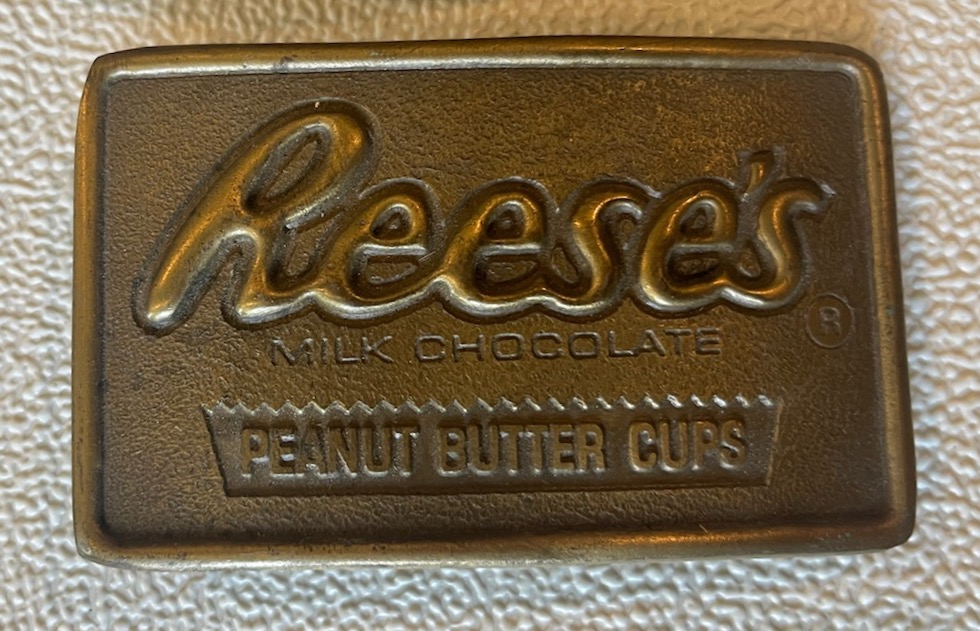 Reese's
®
MILK CHOCOLATE
PEANUT BUTTER CUPS